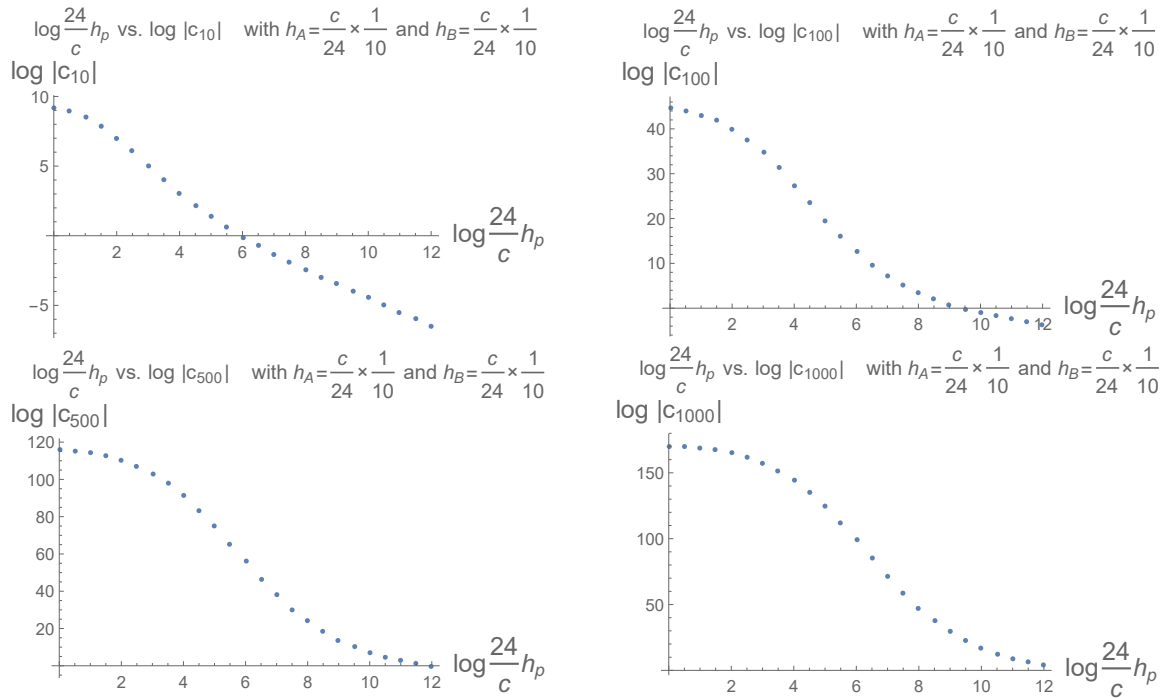 log 24/c h_p vs. log |c_10| with h_A = c/24 × 1/10 and h_B = c/24 × 1/10
log |c_10|
10
5
−5
2 4 6 8 10 12
log 24/c h_p
log 24/c h_p vs. log |c_100| with h_A = c/24 × 1/10 and h_B = c/24 × 1/10
log |c_100|
40
30
20
10
2 4 6 8 10 12
log 24/c h_p
log 24/c h_p vs. log |c_500| with h_A = c/24 × 1/10 and h_B = c/24 × 1/10
log |c_500|
120
100
80
60
40
20
2 4 6 8 10 12
log 24/c h_p
log 24/c h_p vs. log |c_1000| with h_A = c/24 × 1/10 and h_B = c/24 × 1/10
log |c_1000|
150
100
50
2 4 6 8 10 12
log 24/c h_p